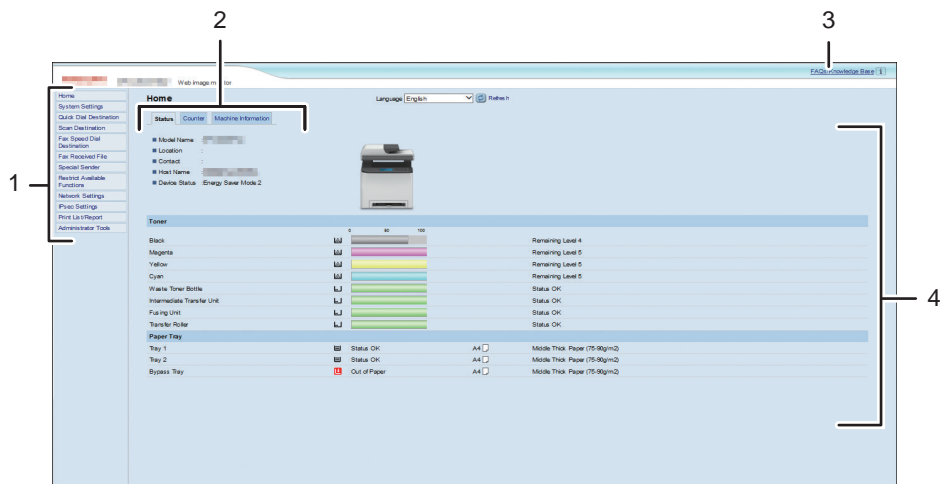 2
3
FAQs/Knowledge Base
Web Image monitor
Home
System Settings
Quick Dial Destination
Scan Destination
Fax Speed Dial
Destination
Fax Received File
Special Sender
Restrict Available
Functions
Network Settings
IPsec Settings
Print List/Report
Administrator Tools
1
Home
Language English
Refresh
Status Counter Machine Information
Model Name :
Location :
Contact :
Host Name
Device Status :Energy Saver Mode 2
Toner
0 50 100
Black Remaining Level 4
Magenta Remaining Level 5
Yellow Remaining Level 5
Cyan Remaining Level 5
Waste Toner Bottle Status OK
Intermediate Transfer Unit Status OK
Fusing Unit Status OK
Transfer Roller Status OK
Paper Tray
Tray 1 Status OK A4 Middle Thick Paper (75-90g/m2)
Tray 2 Status OK A4 Middle Thick Paper (75-90g/m2)
Bypass Tray Out of Paper A4 Middle Thick Paper (75-90g/m2)
4